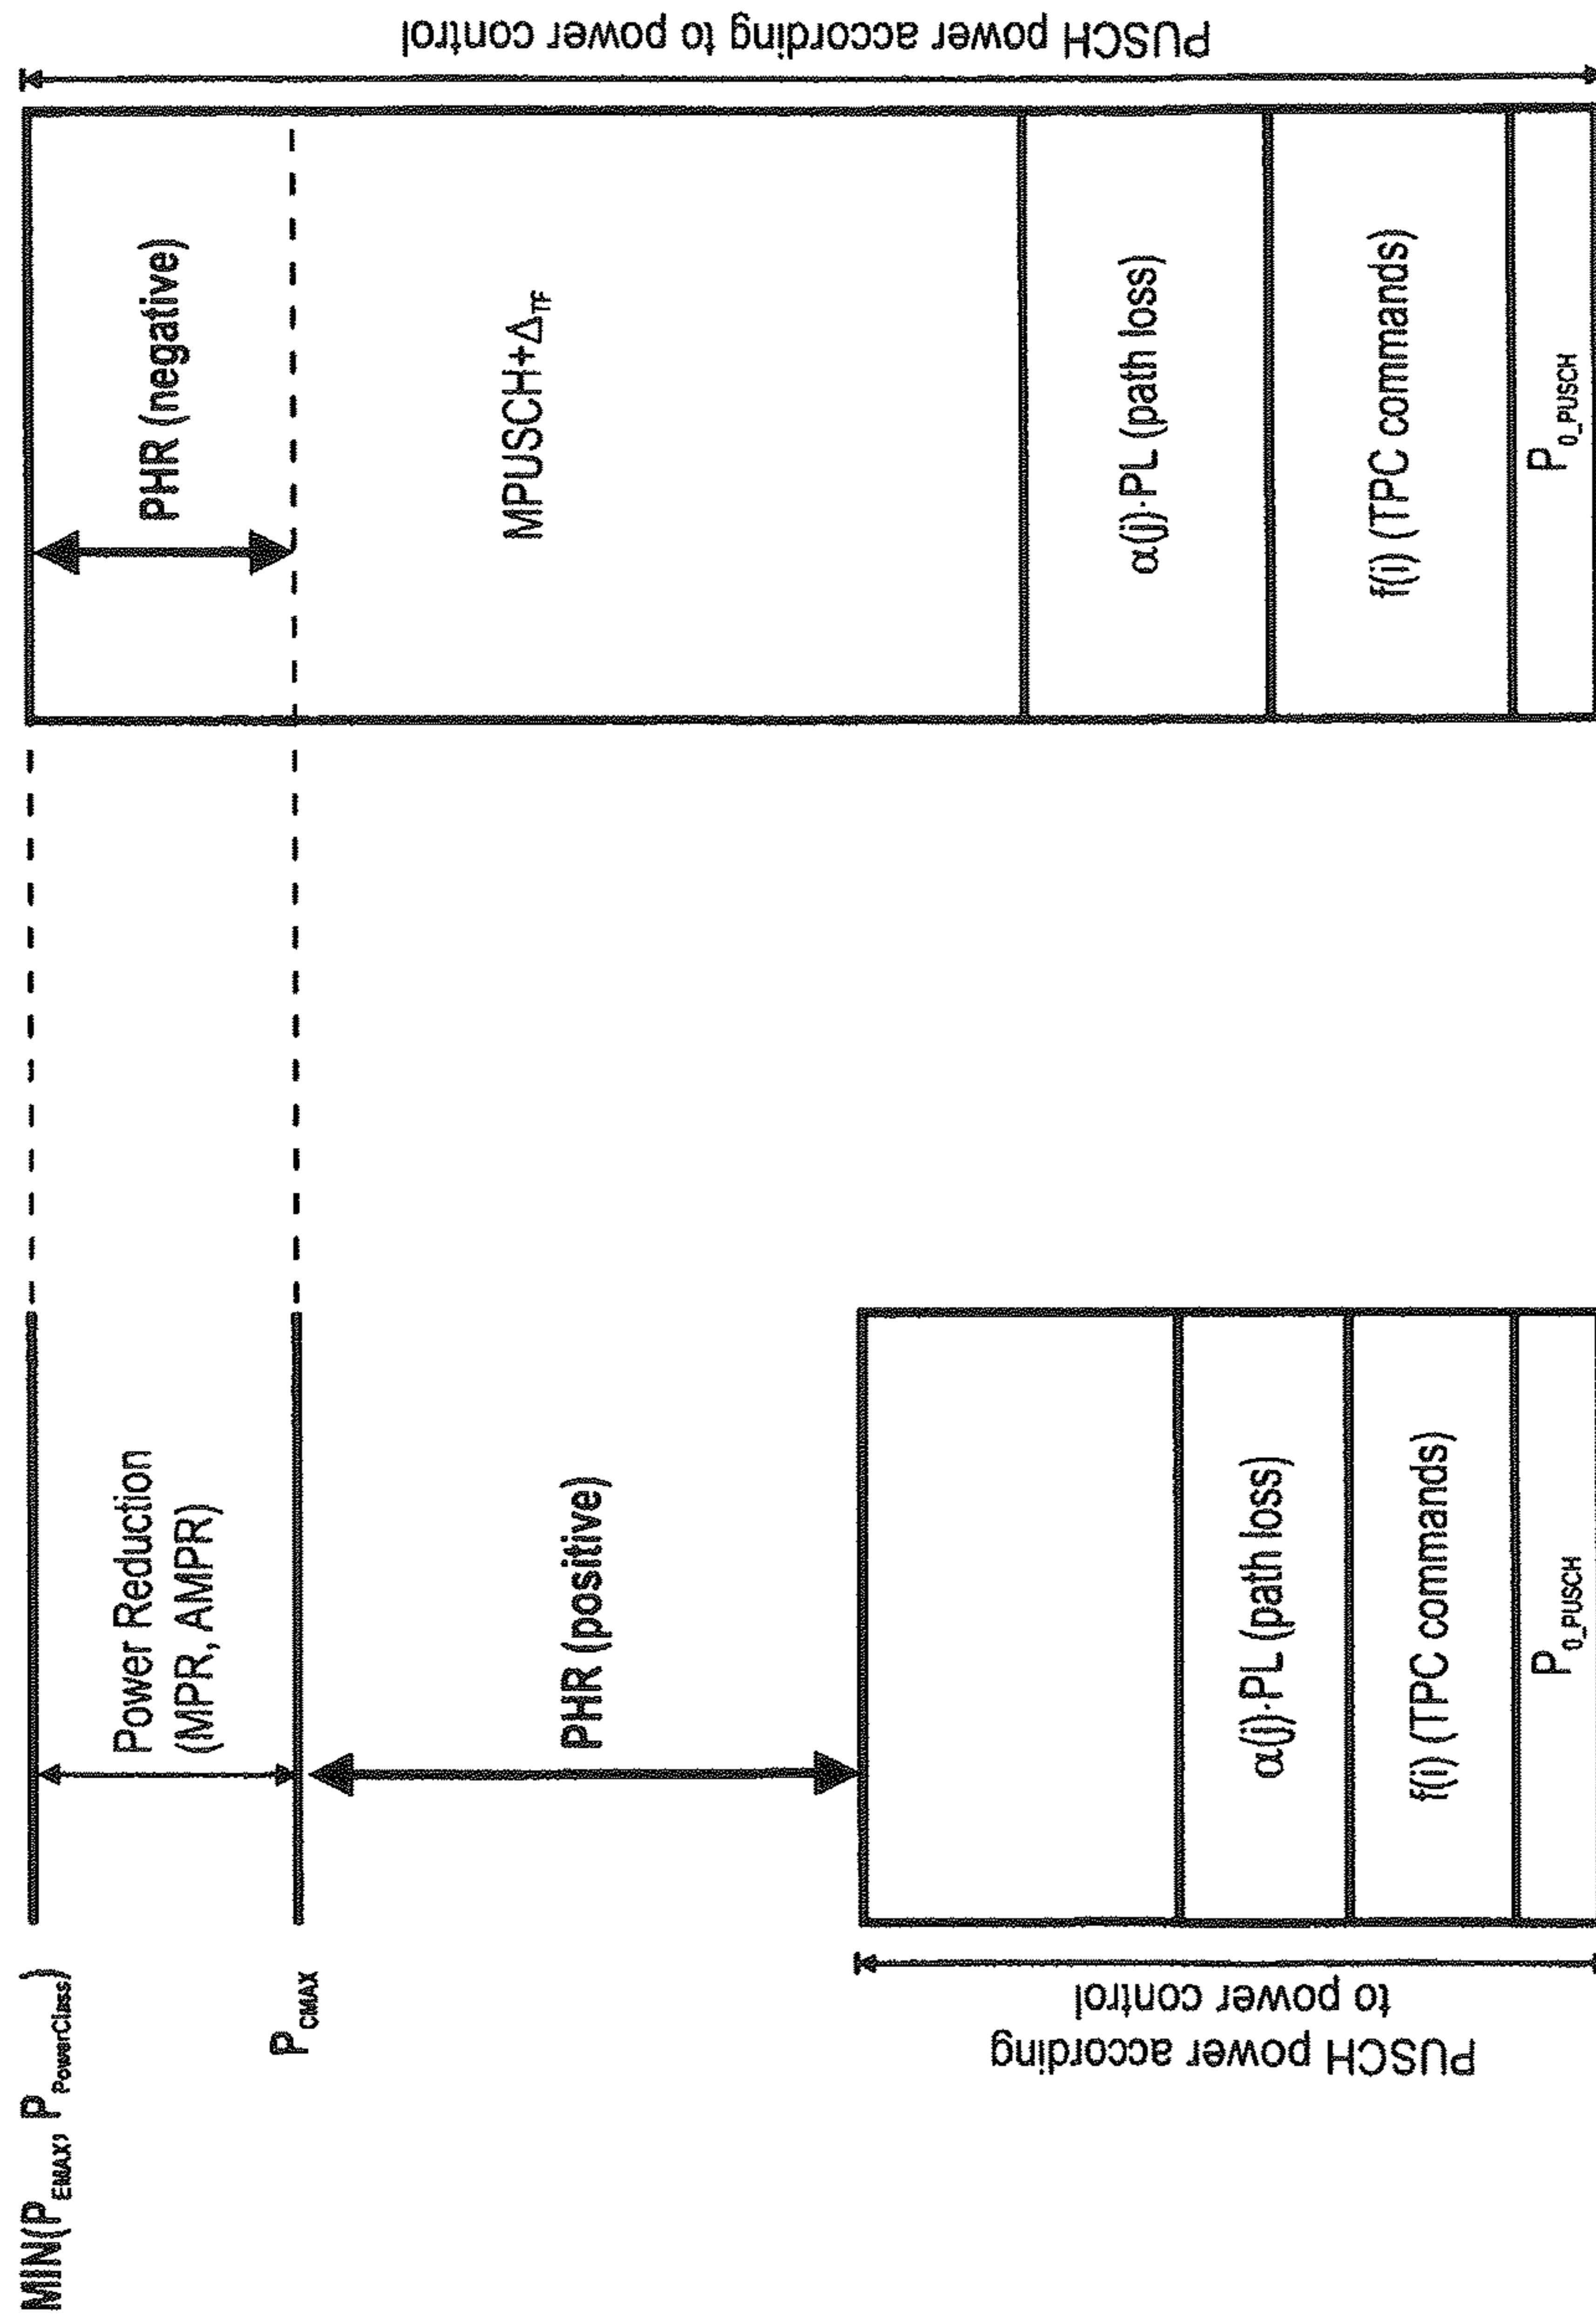 MIN(P_EMAX, P_PowerClass)
P_CMAX
Power Reduction
(MPR, AMPR)
PHR (positive)
PUSCH power according
to power control
α(j)·PL (path loss)
f(i) (TPC commands)
P_0_PUSCH
PHR (negative)
MPUSCH+Δ_TF
α(j)·PL (path loss)
f(i) (TPC commands)
P_0_PUSCH
PUSCH power according to power control